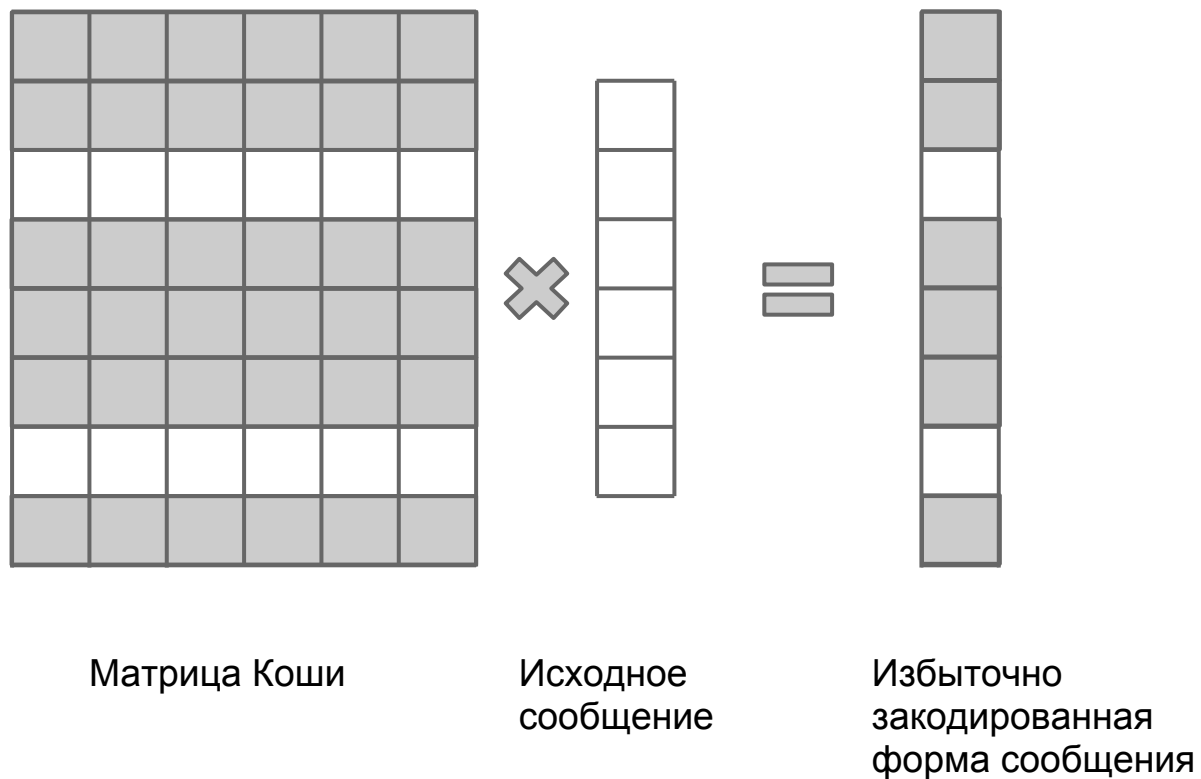 Матрица Коши
Исходное
сообщение
Избыточно
закодированная
форма сообщения